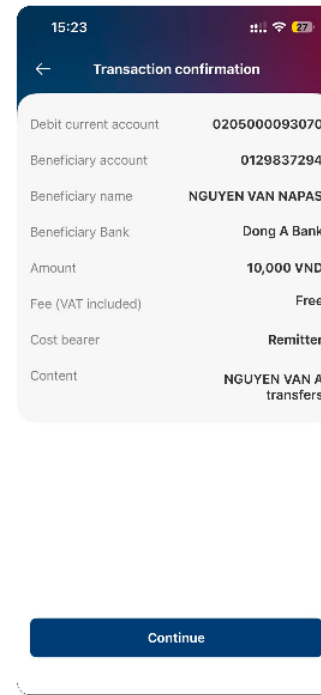 15:23
27
Transaction confirmation
Debit current account 0205000093070
Beneficiary account 0129837294
Beneficiary name NGUYEN VAN NAPAS
Beneficiary Bank Dong A Bank
Amount 10,000 VND
Fee (VAT included) Free
Cost bearer Remitter
Content NGUYEN VAN A
transfers
Continue